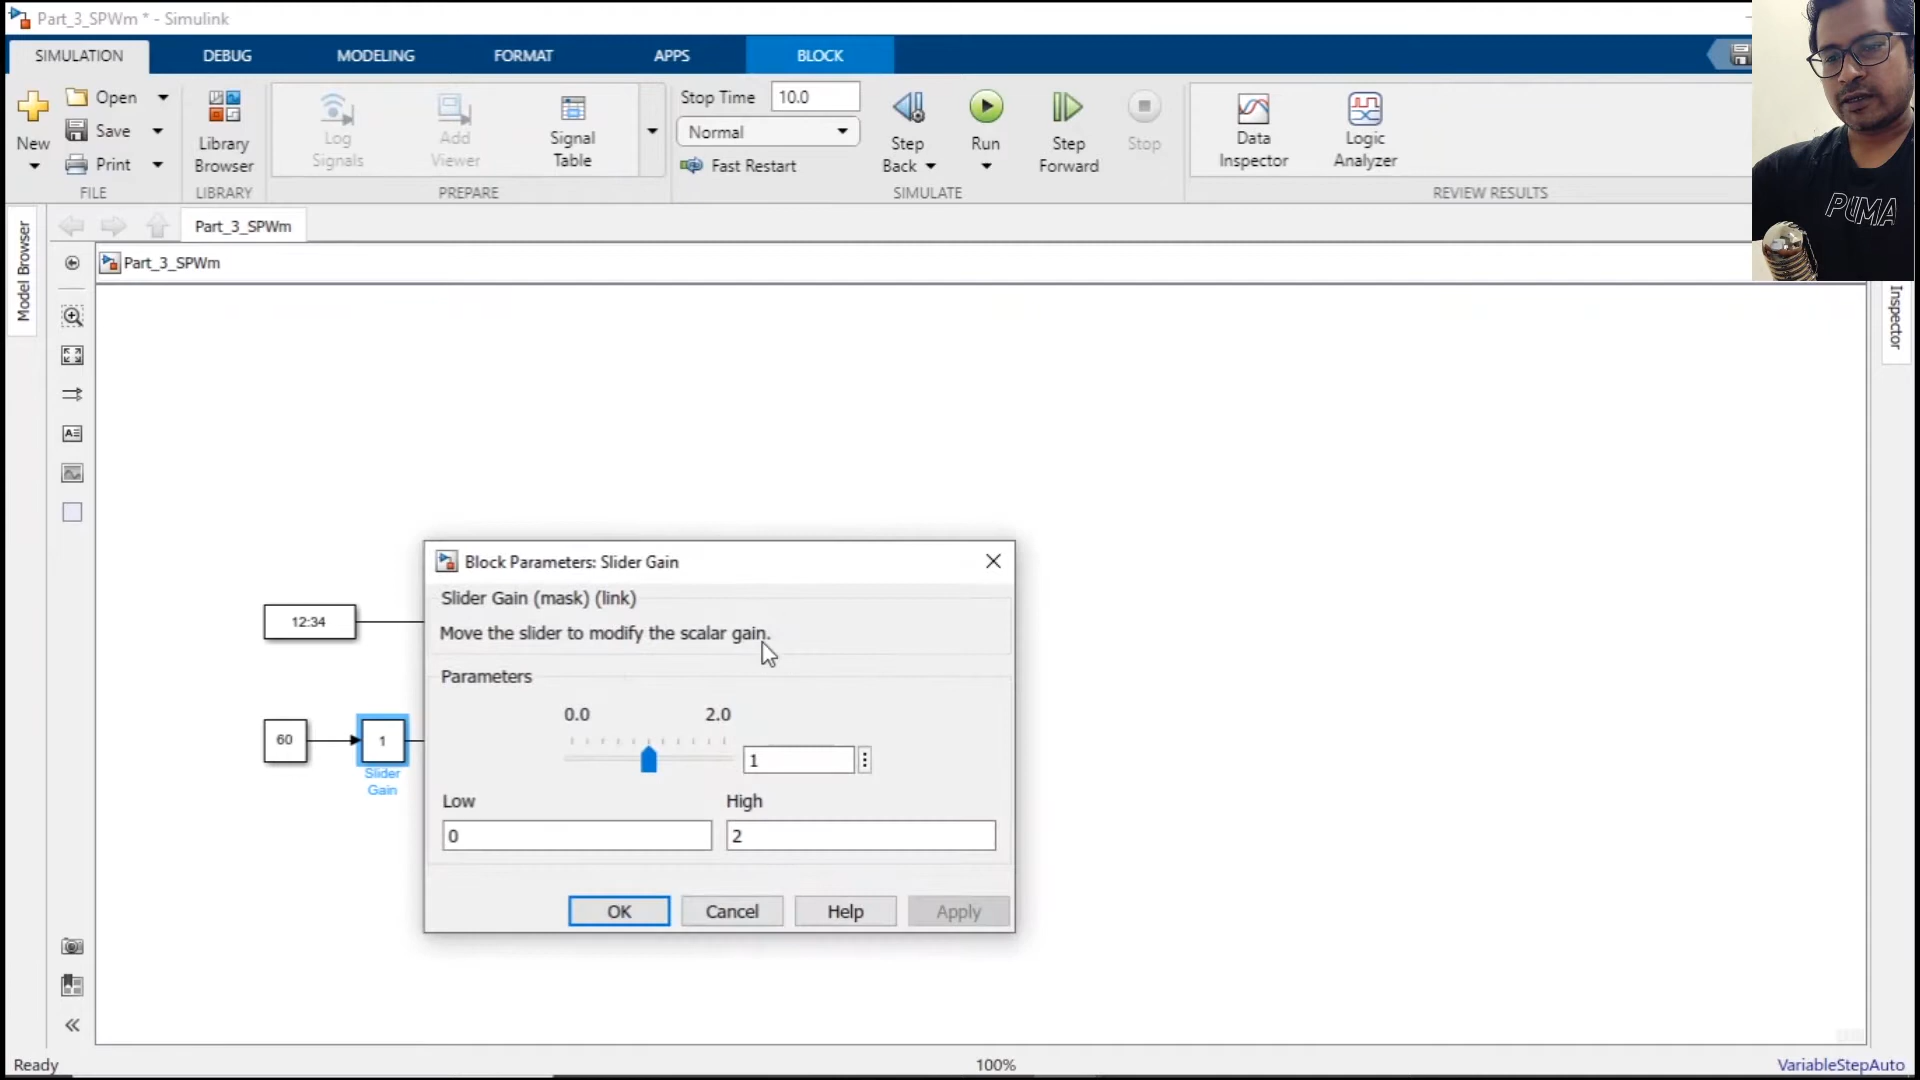 Part_3_SPWm * - Simulink
SIMULATION DEBUG MODELING FORMAT APPS BLOCK
New
Open
Save
Print
FILE
Library
Browser
LIBRARY
Log
Signals
Add
Viewer
Signal
Table
PREPARE
Stop Time 10.0
Normal
Fast Restart
Step
Back
Run
Step
Forward
Stop
SIMULATE
Data
Inspector
Logic
Analyzer
REVIEW RESULTS
PUMA
Model Browser
Part_3_SPWm
Part_3_SPWm
Inspector
12:34
60
1
Slider
Gain
Block Parameters: Slider Gain
Slider Gain (mask) (link)
Move the slider to modify the scalar gain.
Parameters
0.0 2.0
1
Low High
0 2
OK Cancel Help Apply
Ready 100% VariableStepAuto